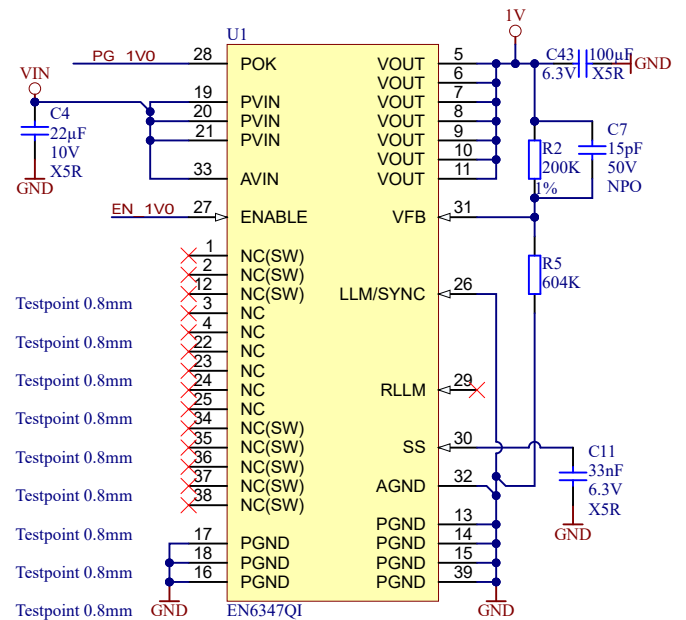 U1
1V
PG_1V0
28
POK
VOUT
5
C43
100µF
GND
VOUT
6
6.3V
X5R
VIN
19
PVIN
VOUT
7
C4
20
PVIN
VOUT
8
C7
22µF
21
PVIN
VOUT
9
R2
15pF
10V
VOUT
10
200K
50V
X5R
33
AVIN
VOUT
11
1%
NPO
GND
EN_1V0
27
ENABLE
VFB
31
1
NC(SW)
2
NC(SW)
R5
12
NC(SW)
LLM/SYNC
26
604K
Testpoint 0.8mm
3
NC
4
NC
Testpoint 0.8mm
22
NC
23
NC
Testpoint 0.8mm
24
NC
RLLM
29
25
NC
Testpoint 0.8mm
34
NC(SW)
35
NC(SW)
SS
30
C11
Testpoint 0.8mm
36
NC(SW)
33nF
37
NC(SW)
AGND
32
6.3V
Testpoint 0.8mm
38
NC(SW)
X5R
PGND
13
GND
Testpoint 0.8mm
17
PGND
PGND
14
18
PGND
PGND
15
Testpoint 0.8mm
16
PGND
PGND
39
Testpoint 0.8mm
GND
EN6347QI
GND